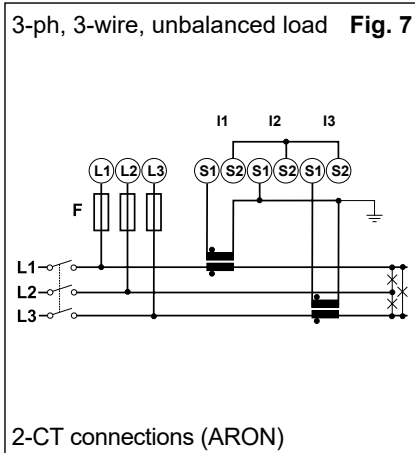 3-ph, 3-wire, unbalanced load Fig. 7
I1 I2 I3
L1 L2 L3 S1 S2 S1 S2 S1 S2
F
L1
L2
L3
2-CT connections (ARON)